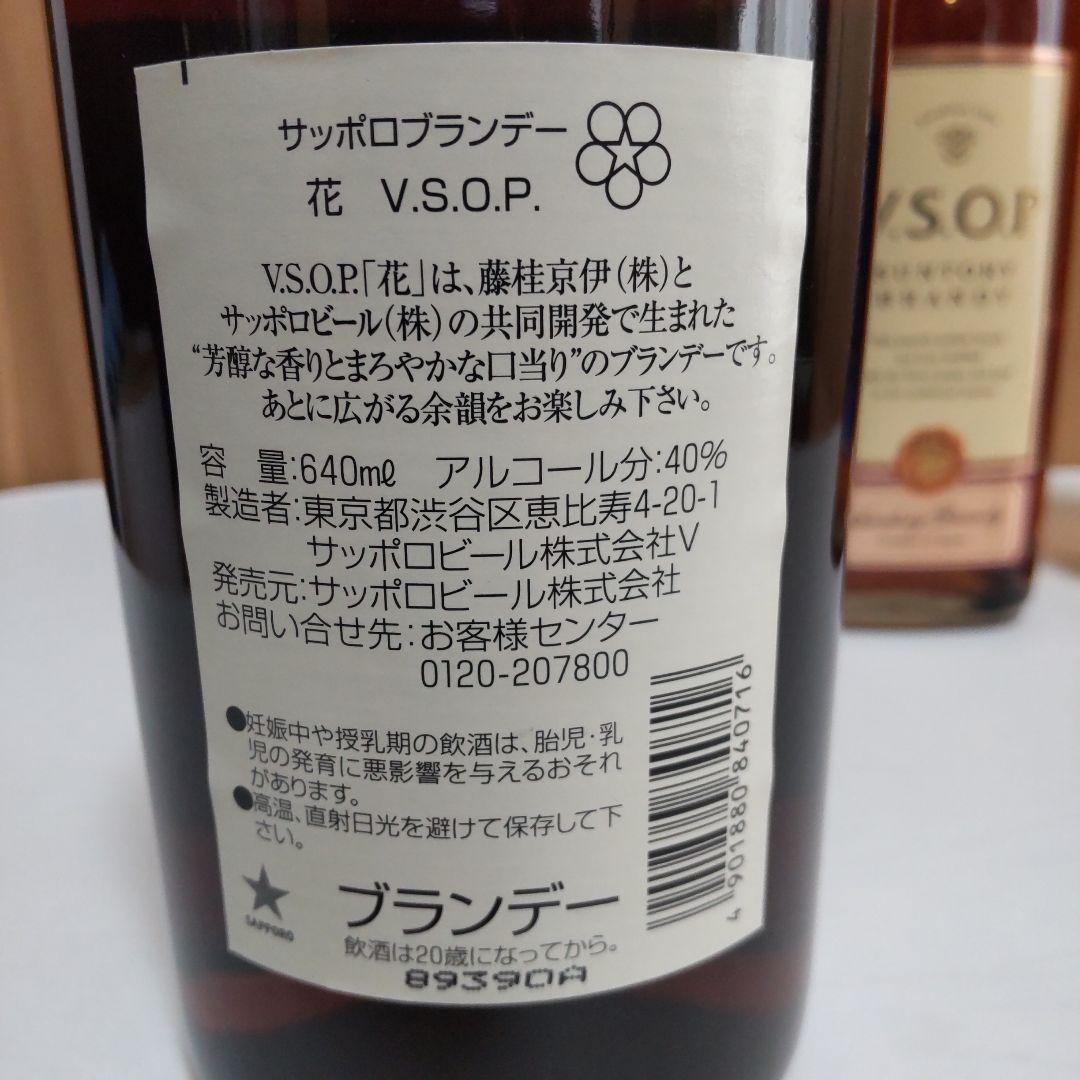 サッポロブランデー
花 V.S.O.P.
V.S.O.P.「花」は、藤桂京伊(株)と
サッポロビール(株)の共同開発で生まれた
“芳醇な香りとまろやかな口当り”のブランデーです。
あとに広がる余韻をお楽しみ下さい。
容 量:640mℓ アルコール分:40%
製造者:東京都渋谷区恵比寿4-20-1
サッポロビール株式会社V
発売元:サッポロビール株式会社
お問い合せ先:お客様センター
0120-207800
●妊娠中や授乳期の飲酒は、胎児・乳
児の発育に悪影響を与えるおそれ
があります。
●高温、直射日光を避けて保存して下
さい。
4 901880 840716
SAPPORO
ブランデー
飲酒は20歳になってから。
89390A
V.S.O.P
SUNTORY
BRANDY